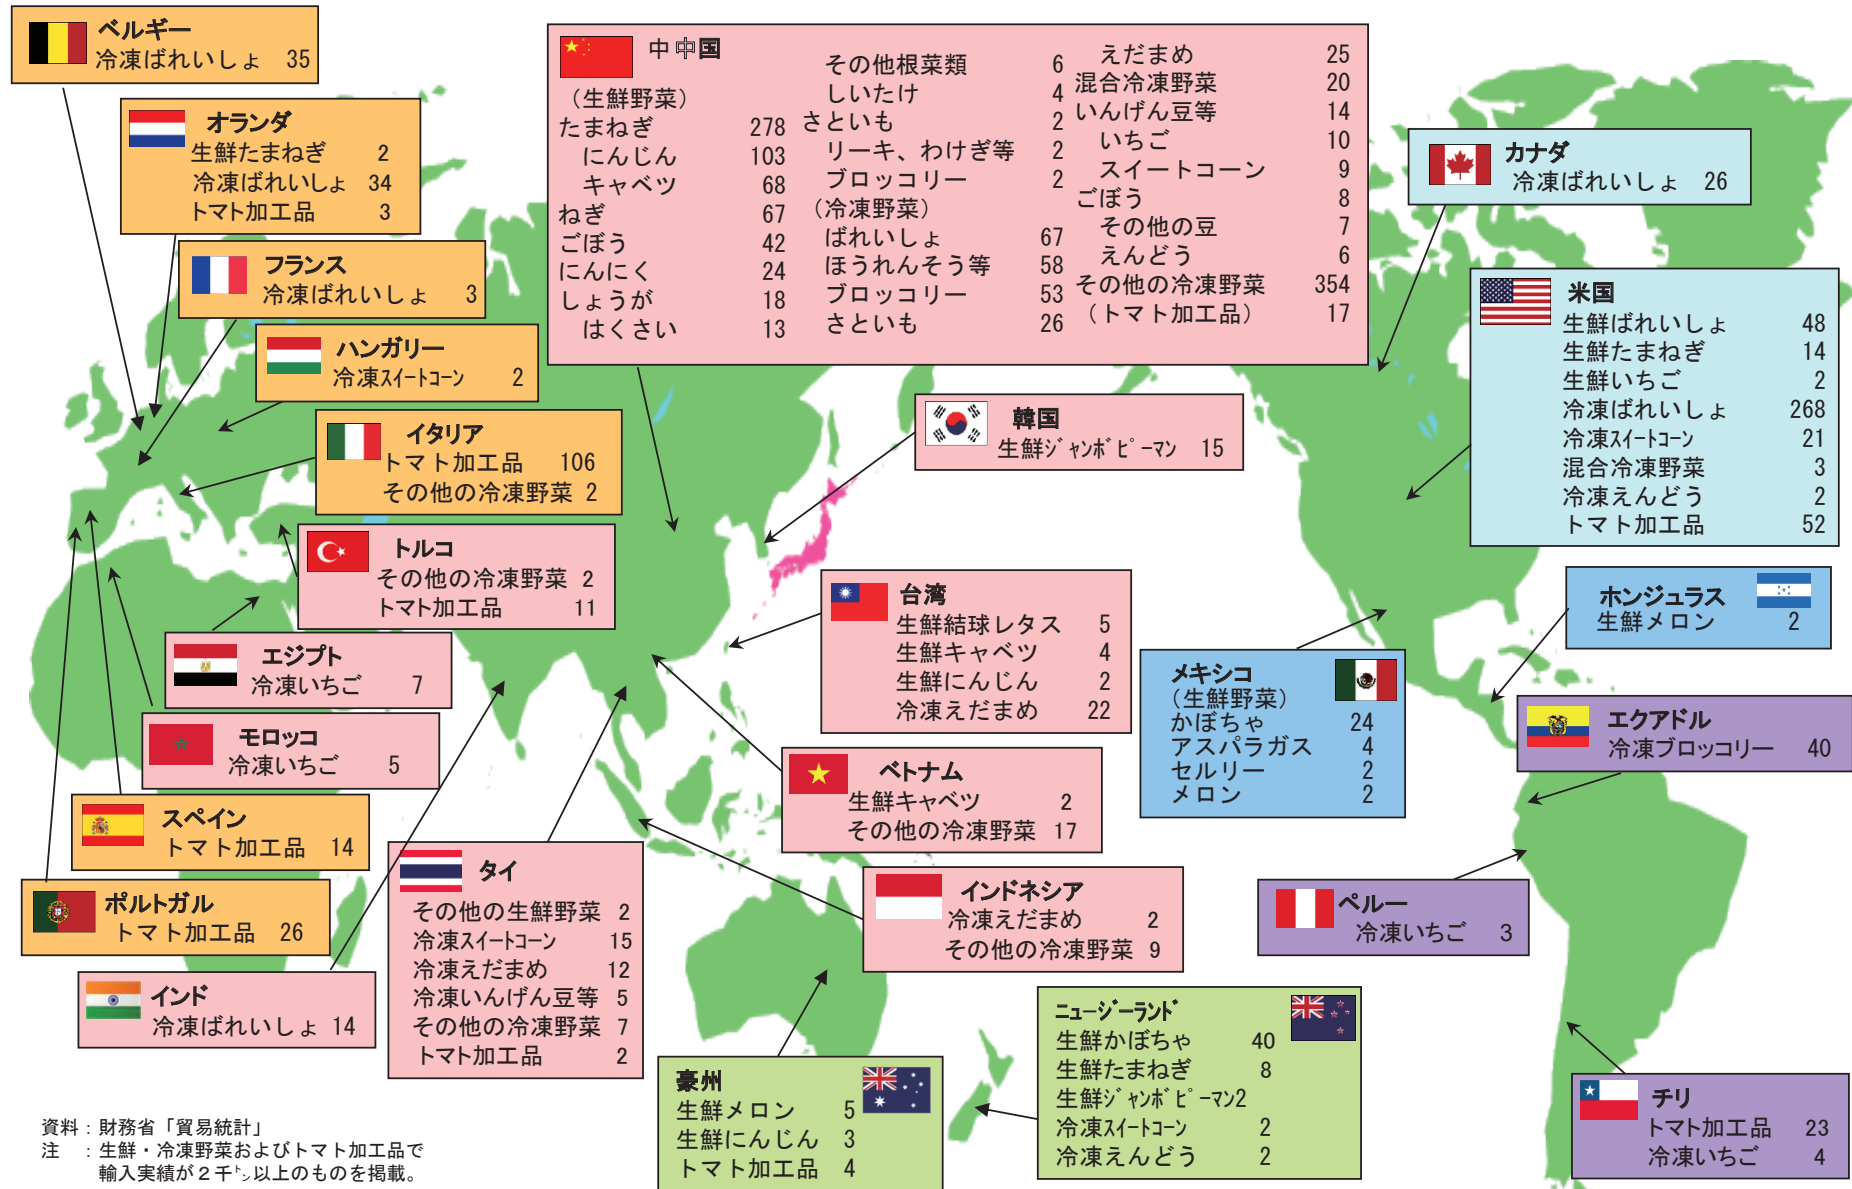 ベルギー
冷凍ばれいしょ 35
オランダ
生鮮たまねぎ 2
冷凍ばれいしょ 34
トマト加工品 3
フランス
冷凍ばれいしょ 3
ハンガリー
冷凍スイートコーン 2
イタリア
トマト加工品 106
その他の冷凍野菜 2
トルコ
その他の冷凍野菜 2
トマト加工品 11
エジプト
冷凍いちご 7
モロッコ
冷凍いちご 5
スペイン
トマト加工品 14
ポルトガル
トマト加工品 26
インド
冷凍ばれいしょ 14
中中国
（生鮮野菜）
たまねぎ 278
にんじん 103
キャベツ 68
ねぎ 67
ごぼう 42
にんにく 24
しょうが 18
はくさい 13
その他根菜類 6
しいたけ 4
さといも 2
リーキ、わけぎ等 2
ブロッコリー 2
（冷凍野菜）
ばれいしょ 67
ほうれんそう等 58
ブロッコリー 53
さといも 26
えだまめ 25
混合冷凍野菜 20
いんげん豆等 14
いちご 10
スイートコーン 9
ごぼう 8
その他の豆 7
えんどう 6
その他の冷凍野菜 354
（トマト加工品） 17
韓国
生鮮ジャンボピーマン 15
台湾
生鮮結球レタス 5
生鮮キャベツ 4
生鮮にんじん 2
冷凍えだまめ 22
ベトナム
生鮮キャベツ 2
その他の冷凍野菜 17
タイ
その他の生鮮野菜 2
冷凍スイートコーン 15
冷凍えだまめ 12
冷凍いんげん豆等 5
その他の冷凍野菜 7
トマト加工品 2
インドネシア
冷凍えだまめ 2
その他の冷凍野菜 9
豪州
生鮮メロン 5
生鮮にんじん 3
トマト加工品 4
ニュージーランド
生鮮かぼちゃ 40
生鮮たまねぎ 8
生鮮ジャンボピーマン2
冷凍スイートコーン 2
冷凍えんどう 2
カナダ
冷凍ばれいしょ 26
米国
生鮮ばれいしょ 48
生鮮たまねぎ 14
生鮮いちご 2
冷凍ばれいしょ 268
冷凍スイートコーン 21
混合冷凍野菜 3
冷凍えんどう 2
トマト加工品 52
ホンジュラス
生鮮メロン 2
メキシコ
（生鮮野菜）
かぼちゃ 24
アスパラガス 4
セルリー 2
メロン 2
エクアドル
冷凍ブロッコリー 40
ペルー
冷凍いちご 3
チリ
トマト加工品 23
冷凍いちご 4
資料：財務省「貿易統計」
注 ：生鮮・冷凍野菜およびトマト加工品で
輸入実績が２千㌧以上のものを掲載。